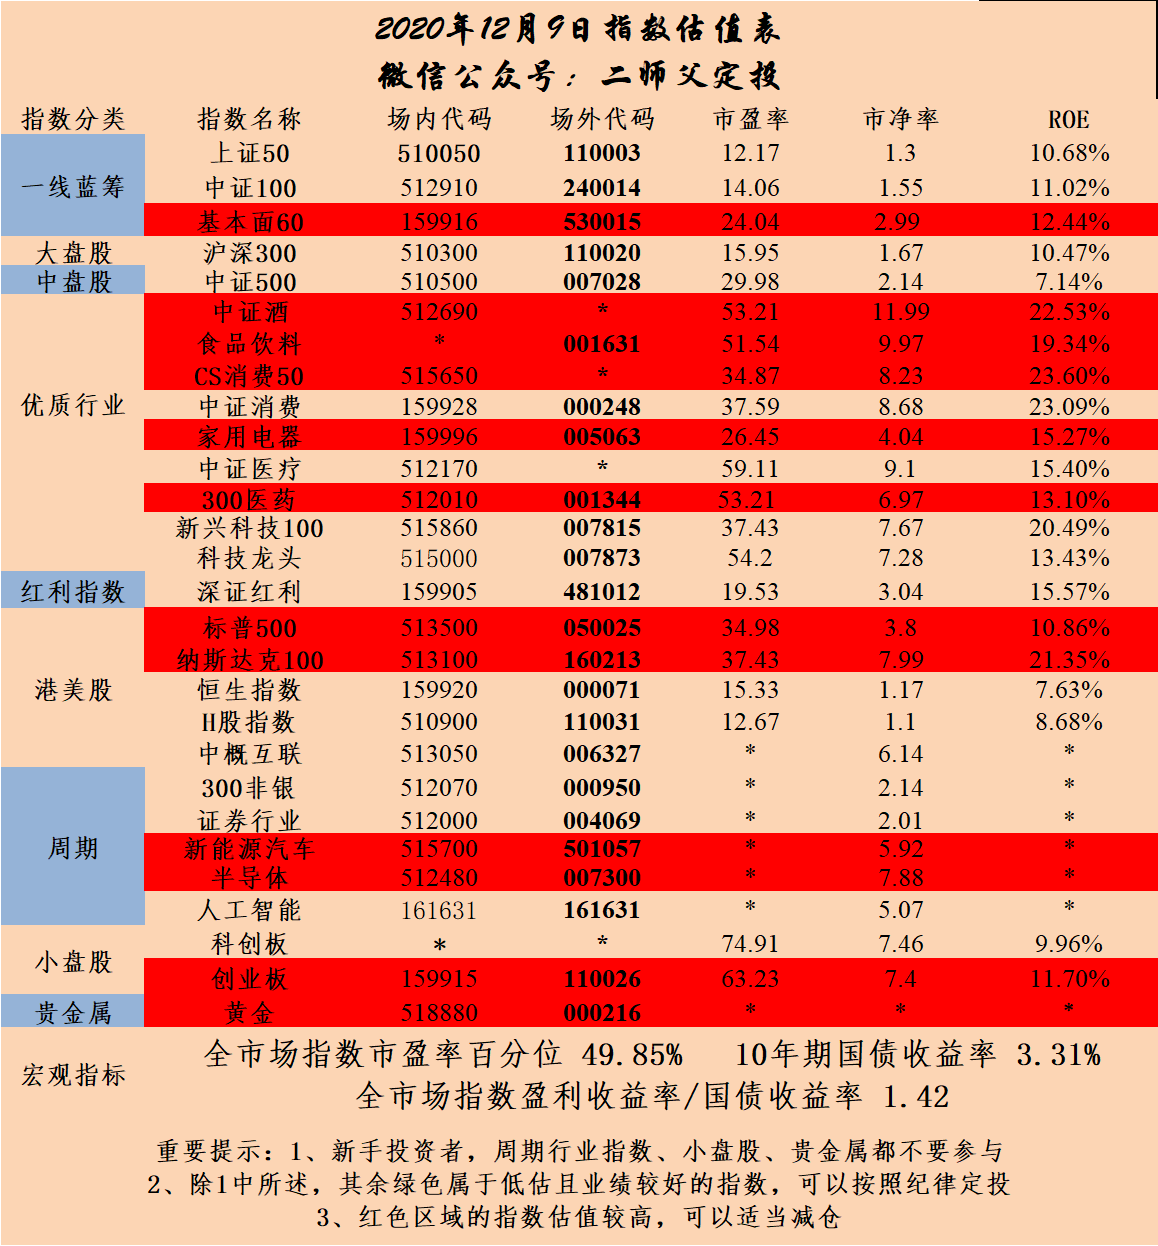 2020年12月9日指数估值表
微信公众号：二师父定投
指数分类 指数名称 场内代码 场外代码 市盈率 市净率 ROE
一线蓝筹
上证50 510050 110003 12.17 1.3 10.68%
中证100 512910 240014 14.06 1.55 11.02%
基本面60 159916 530015 24.04 2.99 12.44%
大盘股 沪深300 510300 110020 15.95 1.67 10.47%
中盘股 中证500 510500 007028 29.98 2.14 7.14%
优质行业
中证酒 512690 * 53.21 11.99 22.53%
食品饮料 * 001631 51.54 9.97 19.34%
CS消费50 515650 * 34.87 8.23 23.60%
中证消费 159928 000248 37.59 8.68 23.09%
家用电器 159996 005063 26.45 4.04 15.27%
中证医疗 512170 * 59.11 9.1 15.40%
300医药 512010 001344 53.21 6.97 13.10%
新兴科技100 515860 007815 37.43 7.67 20.49%
科技龙头 515000 007873 54.2 7.28 13.43%
红利指数 深证红利 159905 481012 19.53 3.04 15.57%
港美股
标普500 513500 050025 34.98 3.8 10.86%
纳斯达克100 513100 160213 37.43 7.99 21.35%
恒生指数 159920 000071 15.33 1.17 7.63%
H股指数 510900 110031 12.67 1.1 8.68%
中概互联 513050 006327 * 6.14 *
周期
300非银 512070 000950 * 2.14 *
证券行业 512000 004069 * 2.01 *
新能源汽车 515700 501057 * 5.92 *
半导体 512480 007300 * 7.88 *
人工智能 161631 161631 * 5.07 *
小盘股
科创板 * * 74.91 7.46 9.96%
创业板 159915 110026 63.23 7.4 11.70%
贵金属 黄金 518880 000216 * * *
宏观指标
全市场指数市盈率百分位 49.85% 10年期国债收益率 3.31%
全市场指数盈利收益率/国债收益率 1.42
重要提示：1、新手投资者，周期行业指数、小盘股、贵金属都不要参与
2、除1中所述，其余绿色属于低估且业绩较好的指数，可以按照纪律定投
3、红色区域的指数估值较高，可以适当减仓